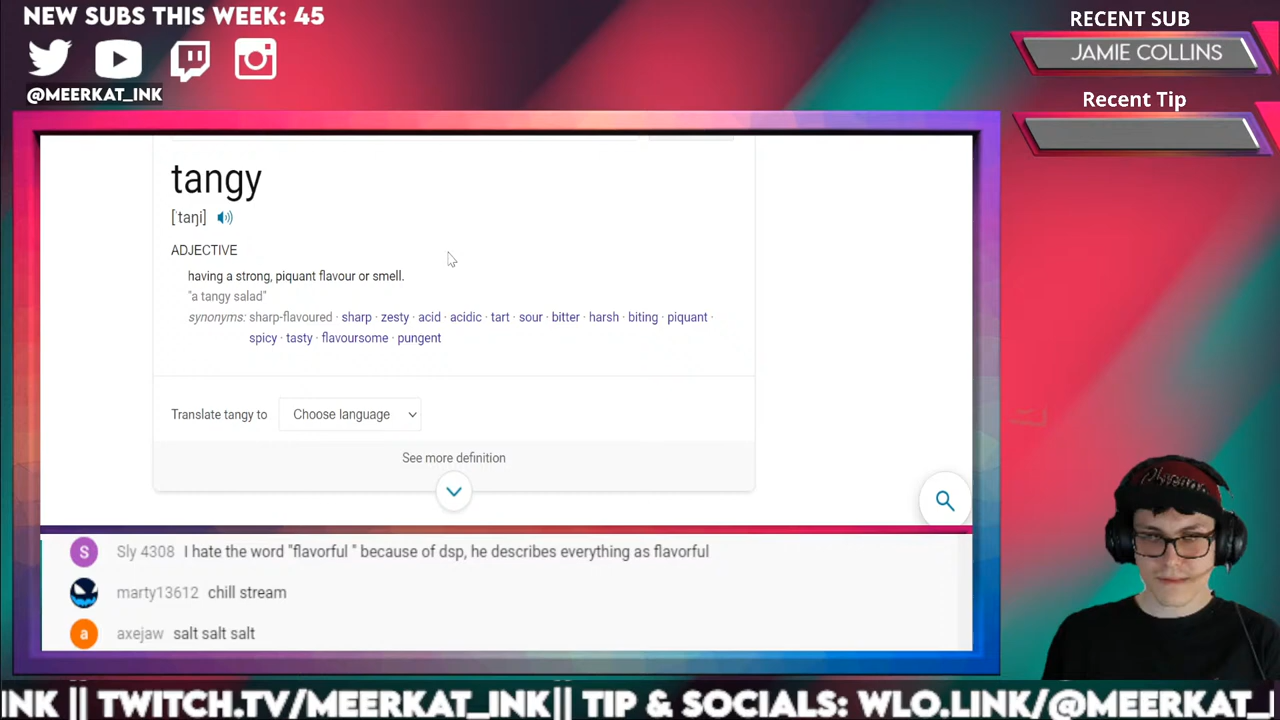 NEW SUBS THIS WEEK: 45
@MEERKAT_INK
RECENT SUB
JAMIE COLLINS
Recent Tip
tangy
[ˈtaŋi]
ADJECTIVE
having a strong, piquant flavour or smell.
"a tangy salad"
synonyms: sharp-flavoured · sharp · zesty · acid · acidic · tart · sour · bitter · harsh · biting · piquant ·
spicy · tasty · flavoursome · pungent
Translate tangy to Choose language
See more definition
S Sly 4308 I hate the word "flavorful " because of dsp, he describes everything as flavorful
marty13612 chill stream
a axejaw salt salt salt
INK || TWITCH.TV/MEERKAT_INK|| TIP & SOCIALS: WLO.LINK/@MEERKAT_I